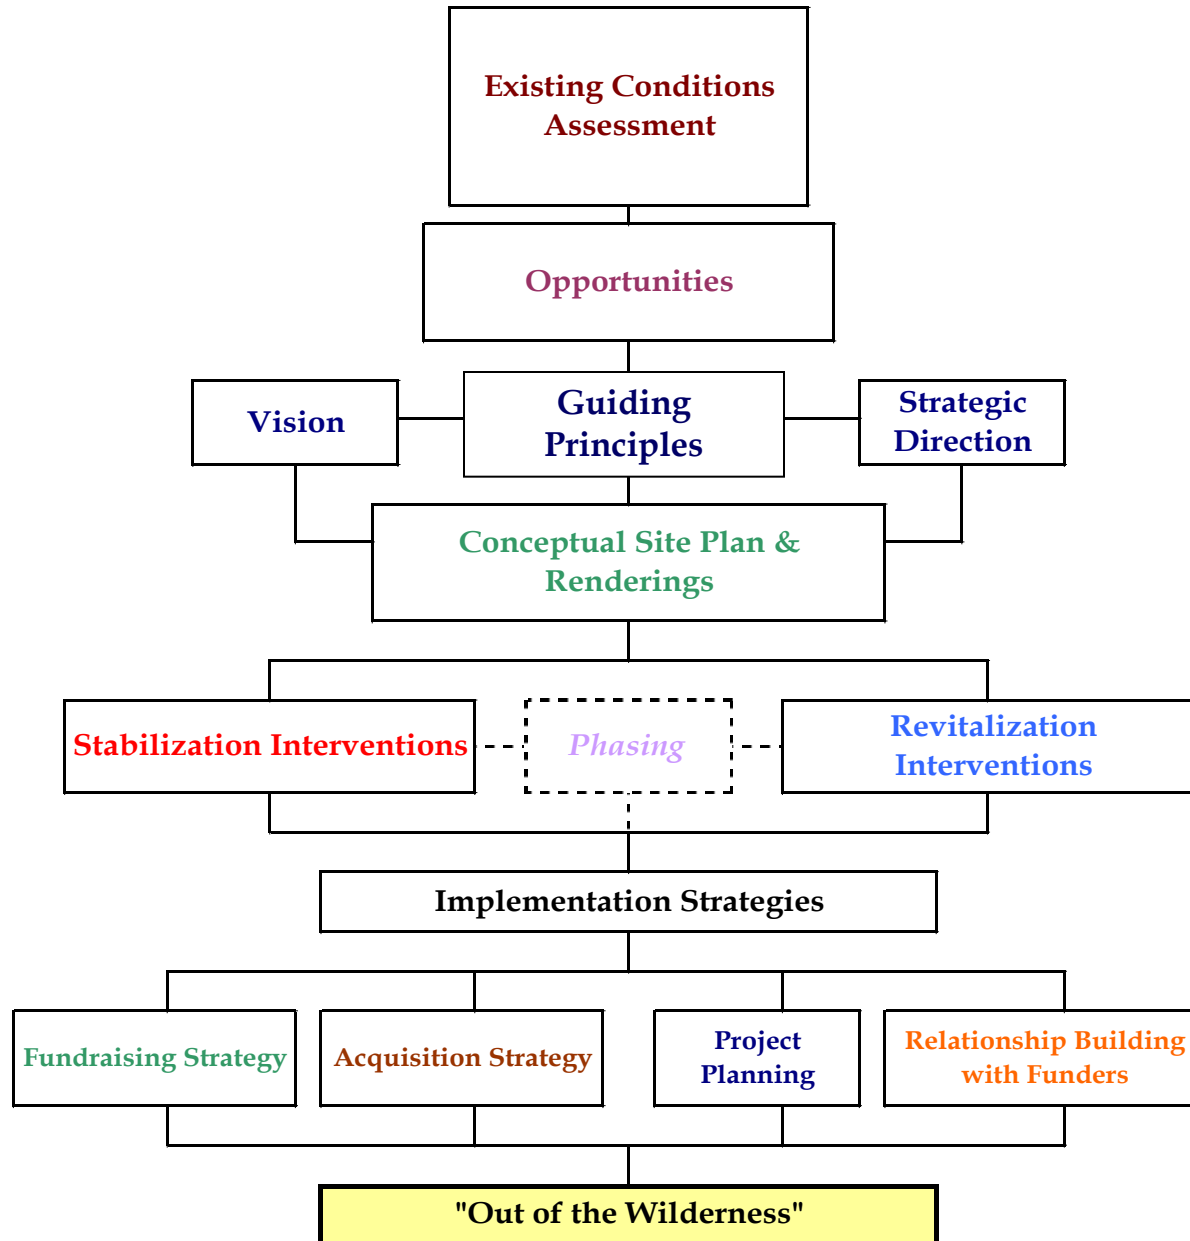 Existing Conditions
Assessment
Opportunities
Vision
Guiding
Principles
Strategic
Direction
Conceptual Site Plan &
Renderings
Stabilization Interventions
Phasing
Revitalization
Interventions
Implementation Strategies
Fundraising Strategy
Acquisition Strategy
Project
Planning
Relationship Building
with Funders
"Out of the Wilderness"